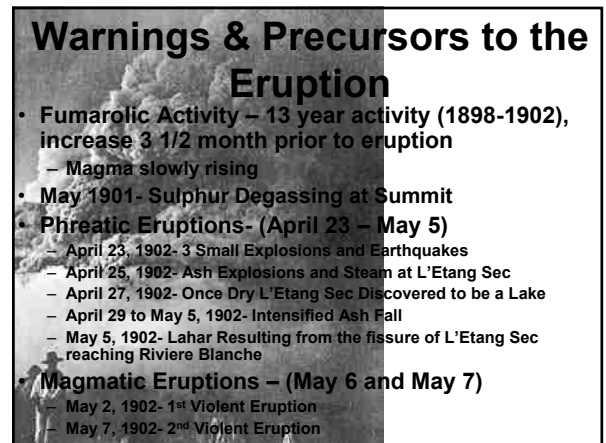 Warnings & Precursors to the
Eruption
• Fumarolic Activity – 13 year activity (1898-1902),
increase 3 1/2 month prior to eruption
– Magma slowly rising
• May 1901- Sulphur Degassing at Summit
• Phreatic Eruptions- (April 23 – May 5)
– April 23, 1902- 3 Small Explosions and Earthquakes
– April 25, 1902- Ash Explosions and Steam at L'Etang Sec
– April 27, 1902- Once Dry L'Etang Sec Discovered to be a Lake
– April 29 to May 5, 1902- Intensified Ash Fall
– May 5, 1902- Lahar Resulting from the fissure of L'Etang Sec
reaching Riviere Blanche
• Magmatic Eruptions – (May 6 and May 7)
– May 2, 1902- 1st Violent Eruption
– May 7, 1902- 2nd Violent Eruption